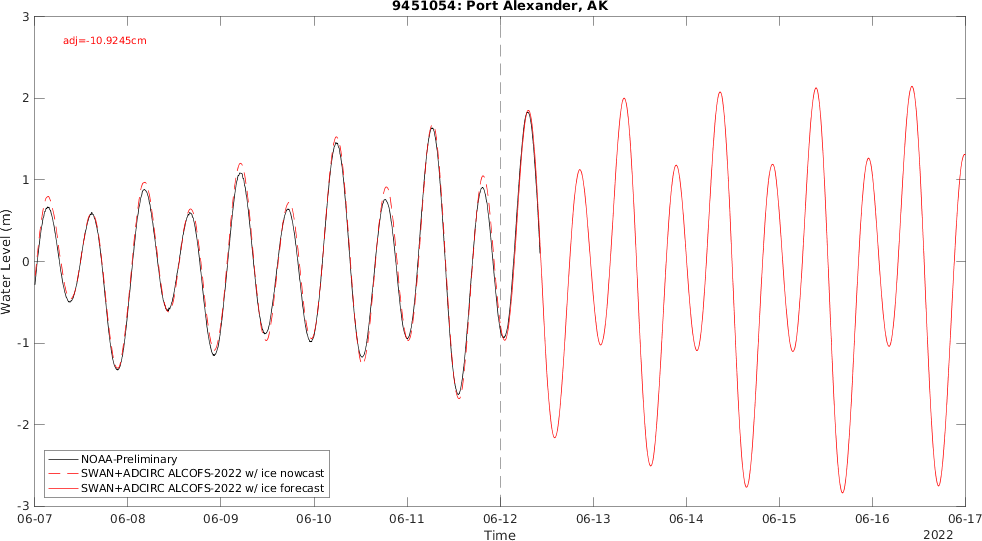 9451054: Port Alexander, AK
adj=-10.9245cm
3
2
1
0
-1
-2
-3
Water Level (m)
NOAA-Preliminary
SWAN+ADCIRC ALCOFS-2022 w/ ice nowcast
SWAN+ADCIRC ALCOFS-2022 w/ ice forecast
06-07 06-08 06-09 06-10 06-11 06-12 06-13 06-14 06-15 06-16 06-17
Time
2022